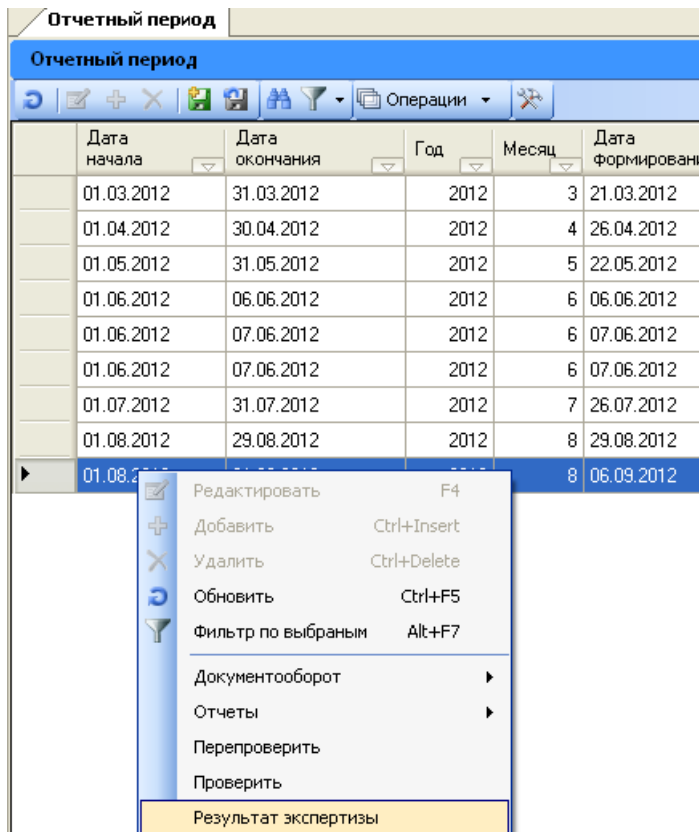 Отчетный период
Отчетный период
Операции
Дата начала Дата окончания Год Месяц Дата формировани
01.03.2012 31.03.2012 2012 3 21.03.2012
01.04.2012 30.04.2012 2012 4 26.04.2012
01.05.2012 31.05.2012 2012 5 22.05.2012
01.06.2012 06.06.2012 2012 6 06.06.2012
01.06.2012 07.06.2012 2012 6 07.06.2012
01.06.2012 07.06.2012 2012 6 07.06.2012
01.07.2012 31.07.2012 2012 7 26.07.2012
01.08.2012 29.08.2012 2012 8 29.08.2012
8 06.09.2012
Редактировать F4
Добавить Ctrl+Insert
Удалить Ctrl+Delete
Обновить Ctrl+F5
Фильтр по выбраным Alt+F7
Документооборот
Отчеты
Перепроверить
Проверить
Результат экспертизы